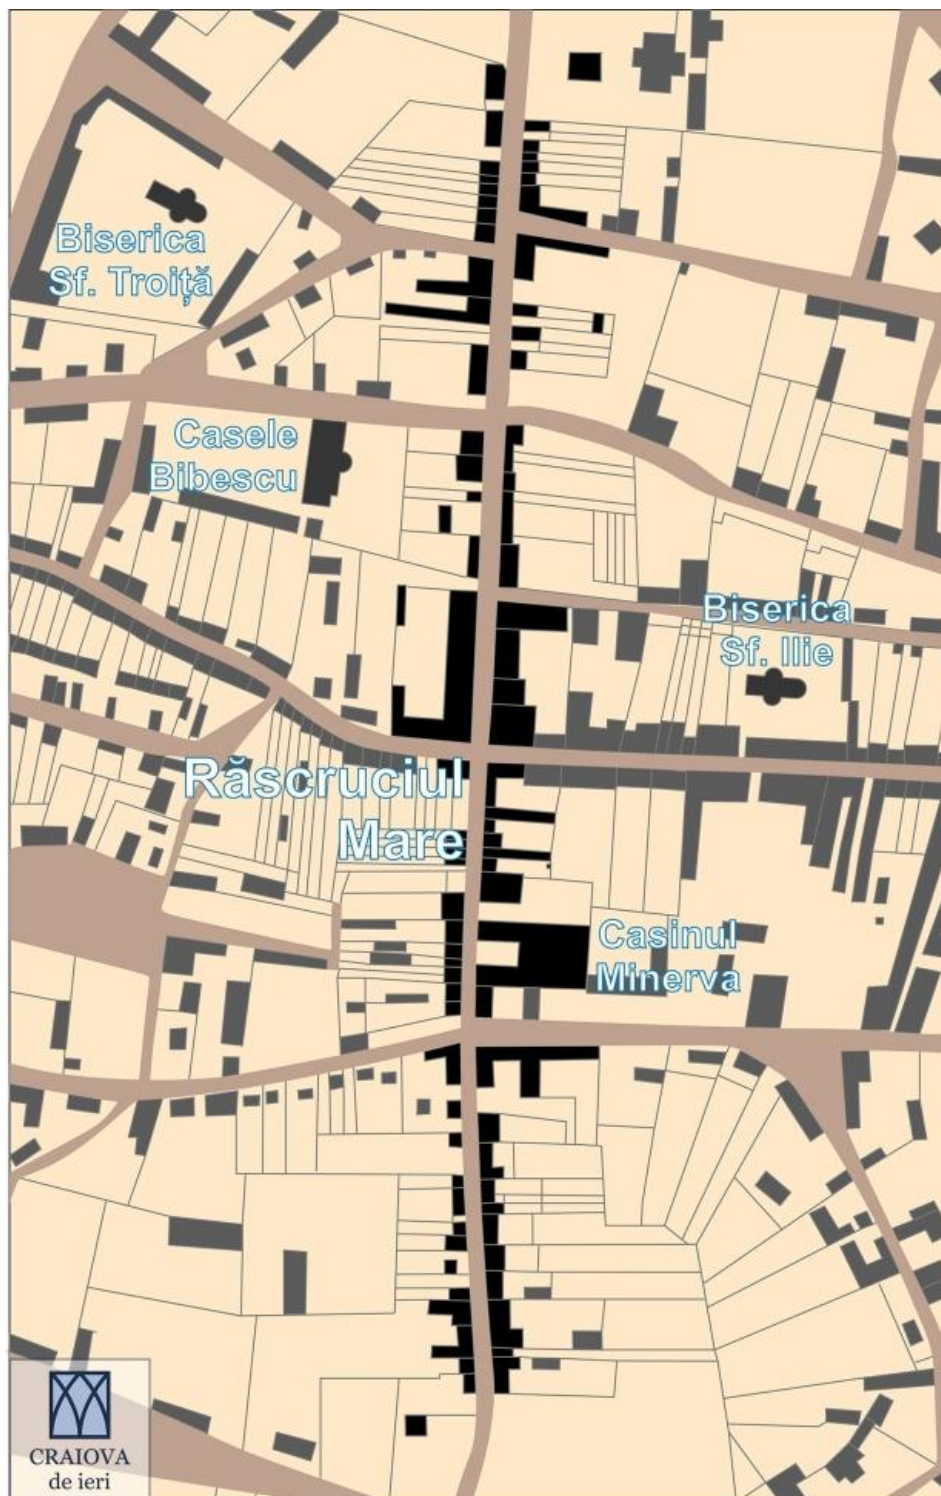 Biserica
Sf. Troiță
Casele
Bibescu
Biserica
Sf. Ilie
Răscruciul
Mare
Casinul
Minerva
CRAIOVA
de ieri